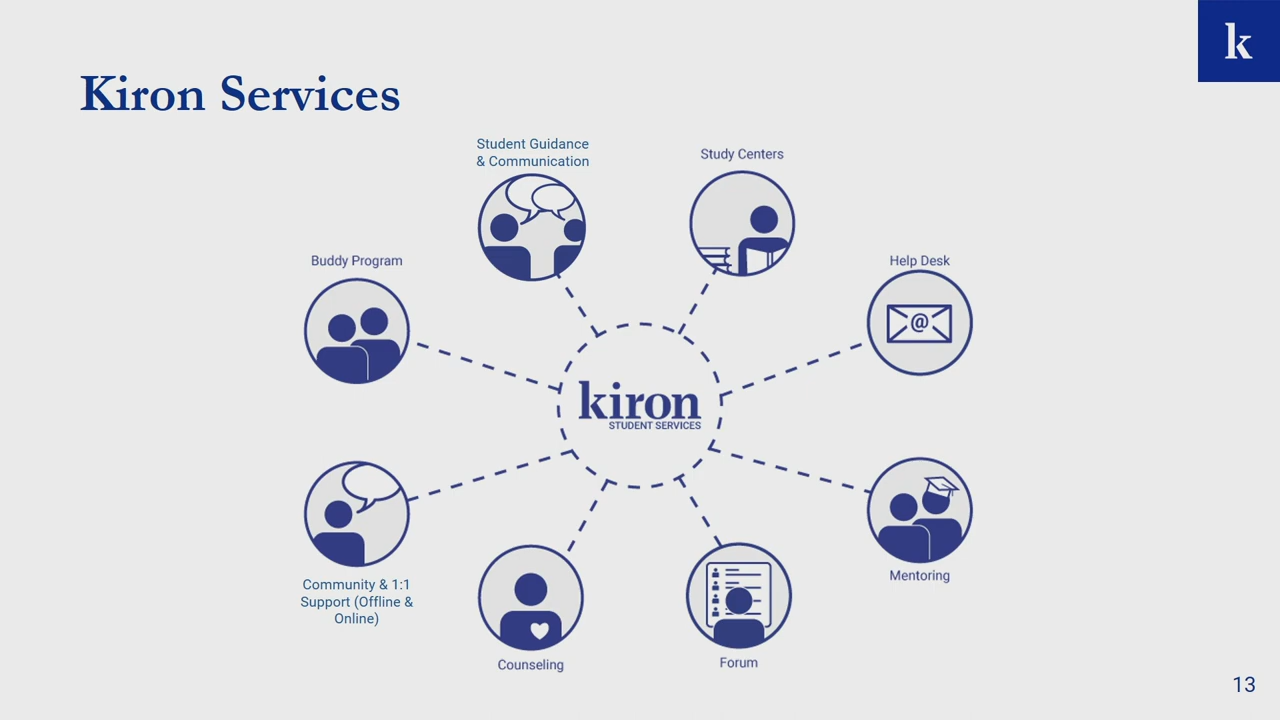 k
Kiron Services
Student Guidance
& Communication
Study Centers
Buddy Program
Help Desk
@
kiron
STUDENT SERVICES
Community & 1:1
Support (Offline &
Online)
Mentoring
Counseling
Forum
13